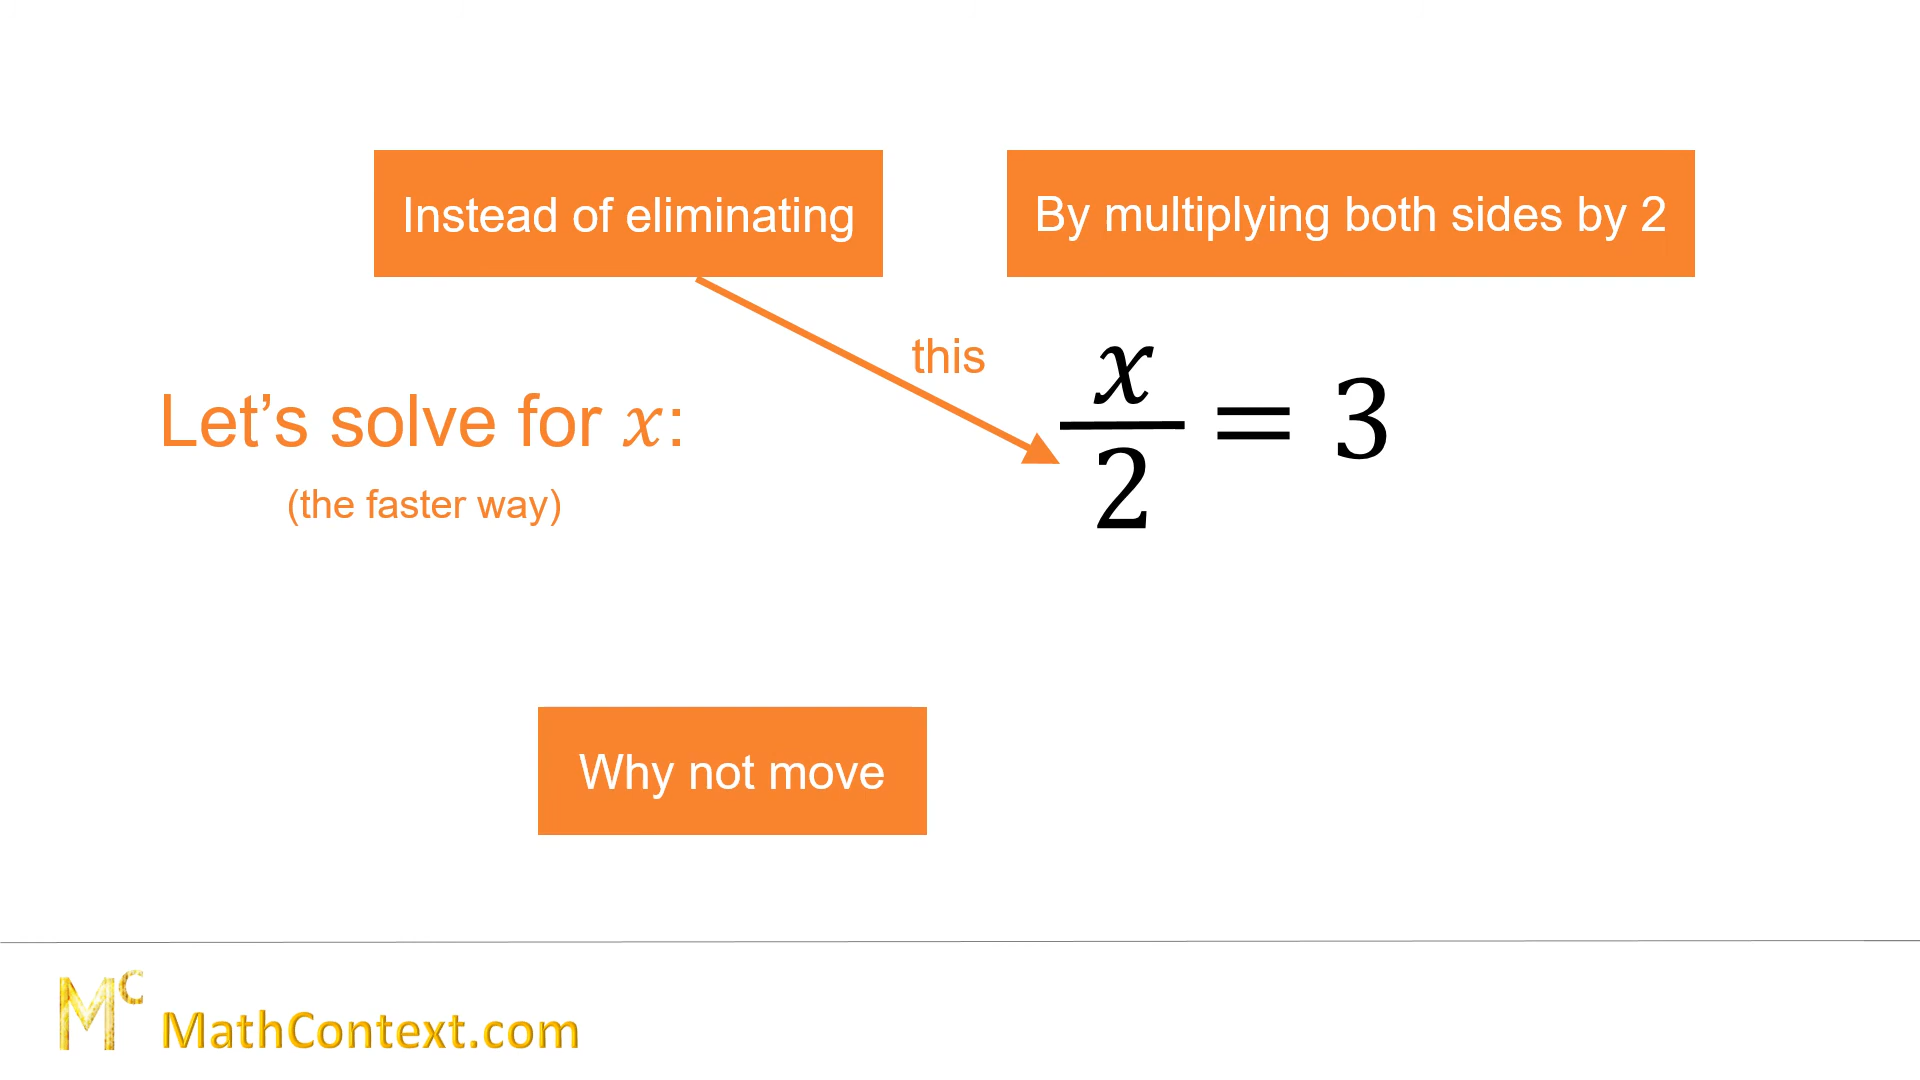 Instead of eliminating
By multiplying both sides by 2
this
Let’s solve for x:
(the faster way)
x
2
= 3
Why not move
MC
MathContext.com